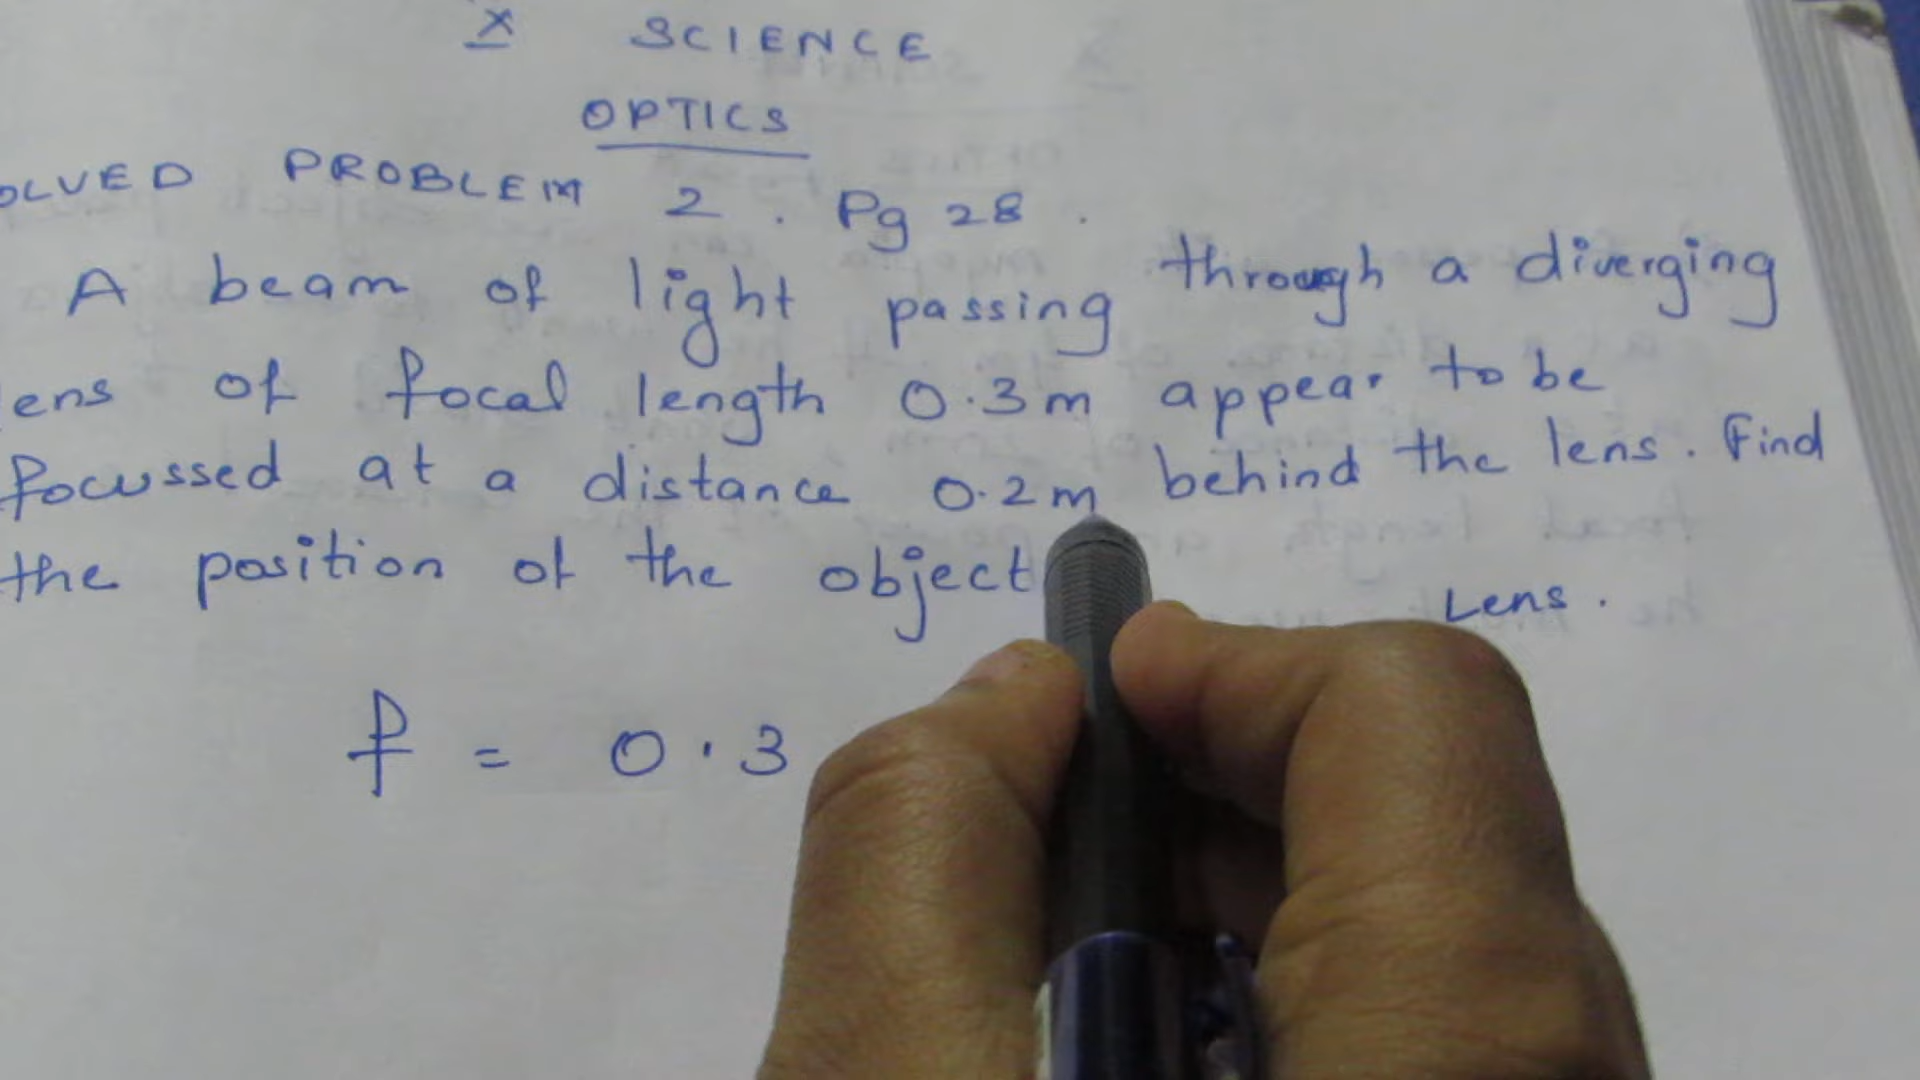 X SCIENCE
OPTICS
OLVED PROBLEM 2. Pg 28.
A beam of light passing through a diverging
ens of focal length 0.3m appear to be
focussed at a distance 0.2m behind the lens. Find
the position of the object
Lens.
f = 0.3